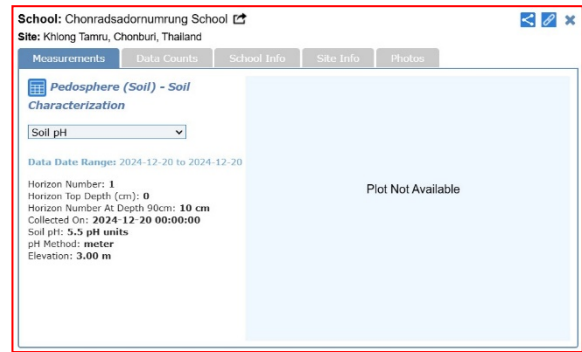 School: Chonradsadornumrung School
Site: Khlong Tamru, Chonburi, Thailand
Measurements
Data Counts
School Info
Site Info
Photos
Pedosphere (Soil) - Soil
Characterization
Soil pH
Data Date Range: 2024-12-20 to 2024-12-20
Horizon Number: 1
Horizon Top Depth (cm): 0
Horizon Number At Depth 90cm: 10 cm
Collected On: 2024-12-20 00:00:00
Soil pH: 5.5 pH units
pH Method: meter
Elevation: 3.00 m
Plot Not Available